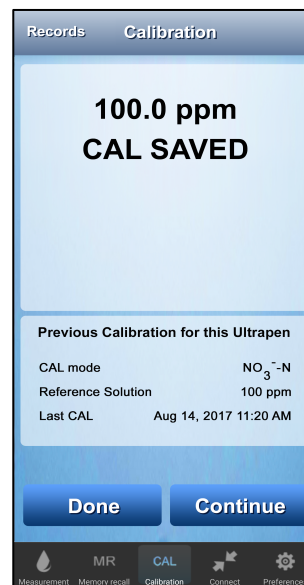 Records Calibration
100.0 ppm
CAL SAVED
Previous Calibration for this Ultrapen
CAL mode NO₃⁻-N
Reference Solution 100 ppm
Last CAL Aug 14, 2017 11:20 AM
Done Continue
MR CAL
Measurement Memory recall Calibration Connect Preference